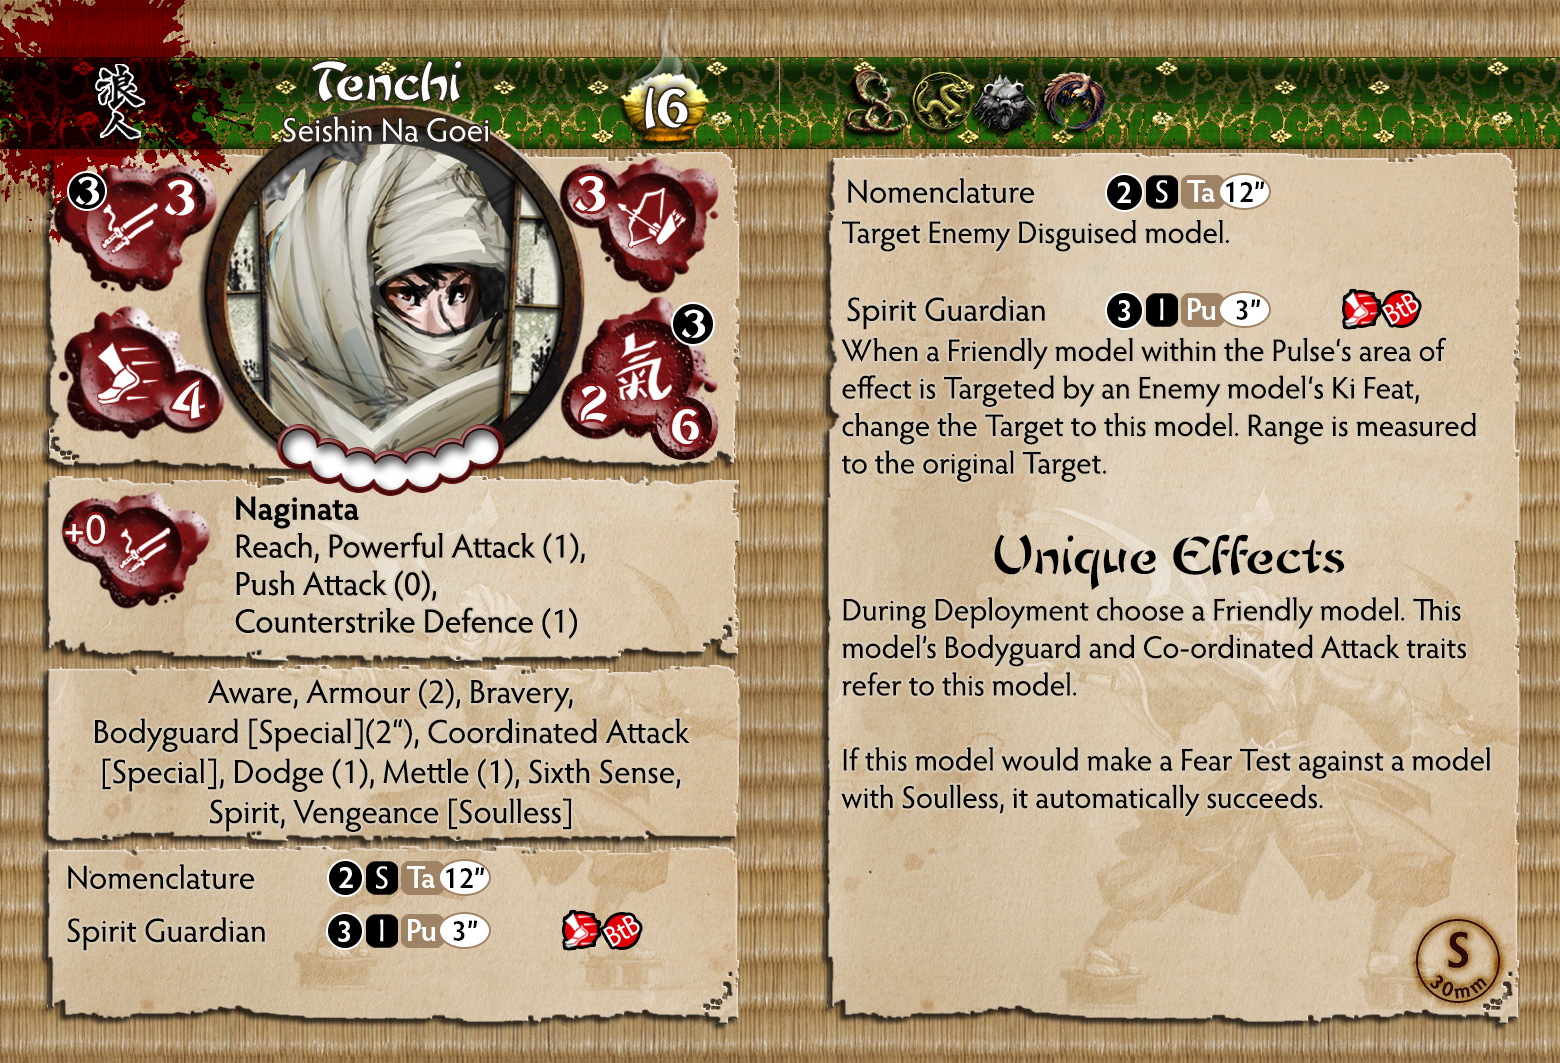 浪人
Tenchi
Seishin Na Goei
16
3 3
4
3
氣
3
2
6
+0
Naginata
Reach, Powerful Attack (1),
Push Attack (0),
Counterstrike Defence (1)
Aware, Armour (2), Bravery,
Bodyguard [Special](2"), Coordinated Attack
[Special], Dodge (1), Mettle (1), Sixth Sense,
Spirit, Vengeance [Soulless]
Nomenclature 2 S Ta 12"
Spirit Guardian 3 I Pu 3" BtB
Nomenclature 2 S Ta 12"
Target Enemy Disguised model.
Spirit Guardian 3 I Pu 3" BtB
When a Friendly model within the Pulse's area of
effect is Targeted by an Enemy model's Ki Feat,
change the Target to this model. Range is measured
to the original Target.
Unique Effects
During Deployment choose a Friendly model. This
model's Bodyguard and Co-ordinated Attack traits
refer to this model.
If this model would make a Fear Test against a model
with Soulless, it automatically succeeds.
S
30mm